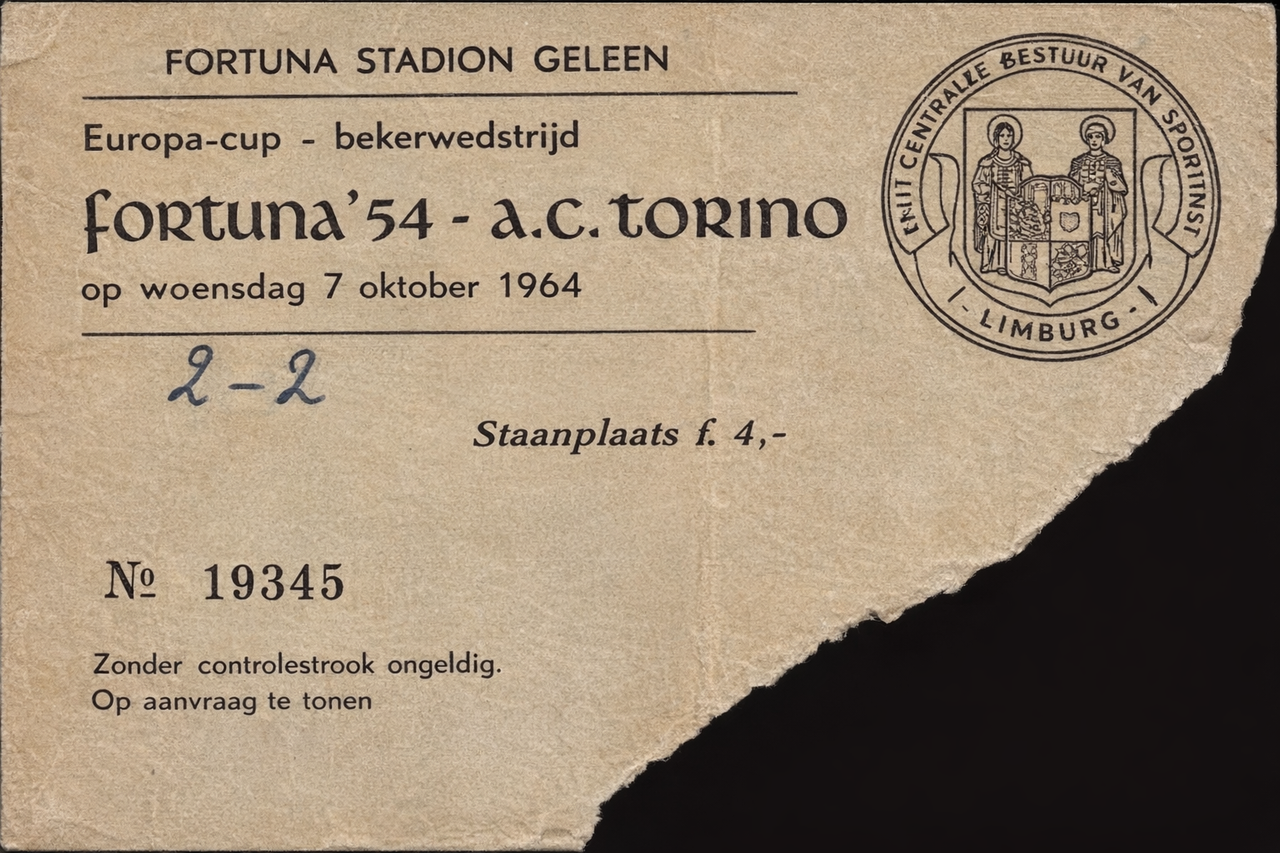 FORTUNA STADION GELEEN
Europa-cup - bekerwedstrijd
fortuna'54 - a.c. torino
op woensdag 7 oktober 1964
2-2
Staanplaats f. 4,-
Nº 19345
Zonder controlestrook ongeldig.
Op aanvraag te tonen
CENTRALLE BESTUUR VAN SPORTINST
- LIMBURG -